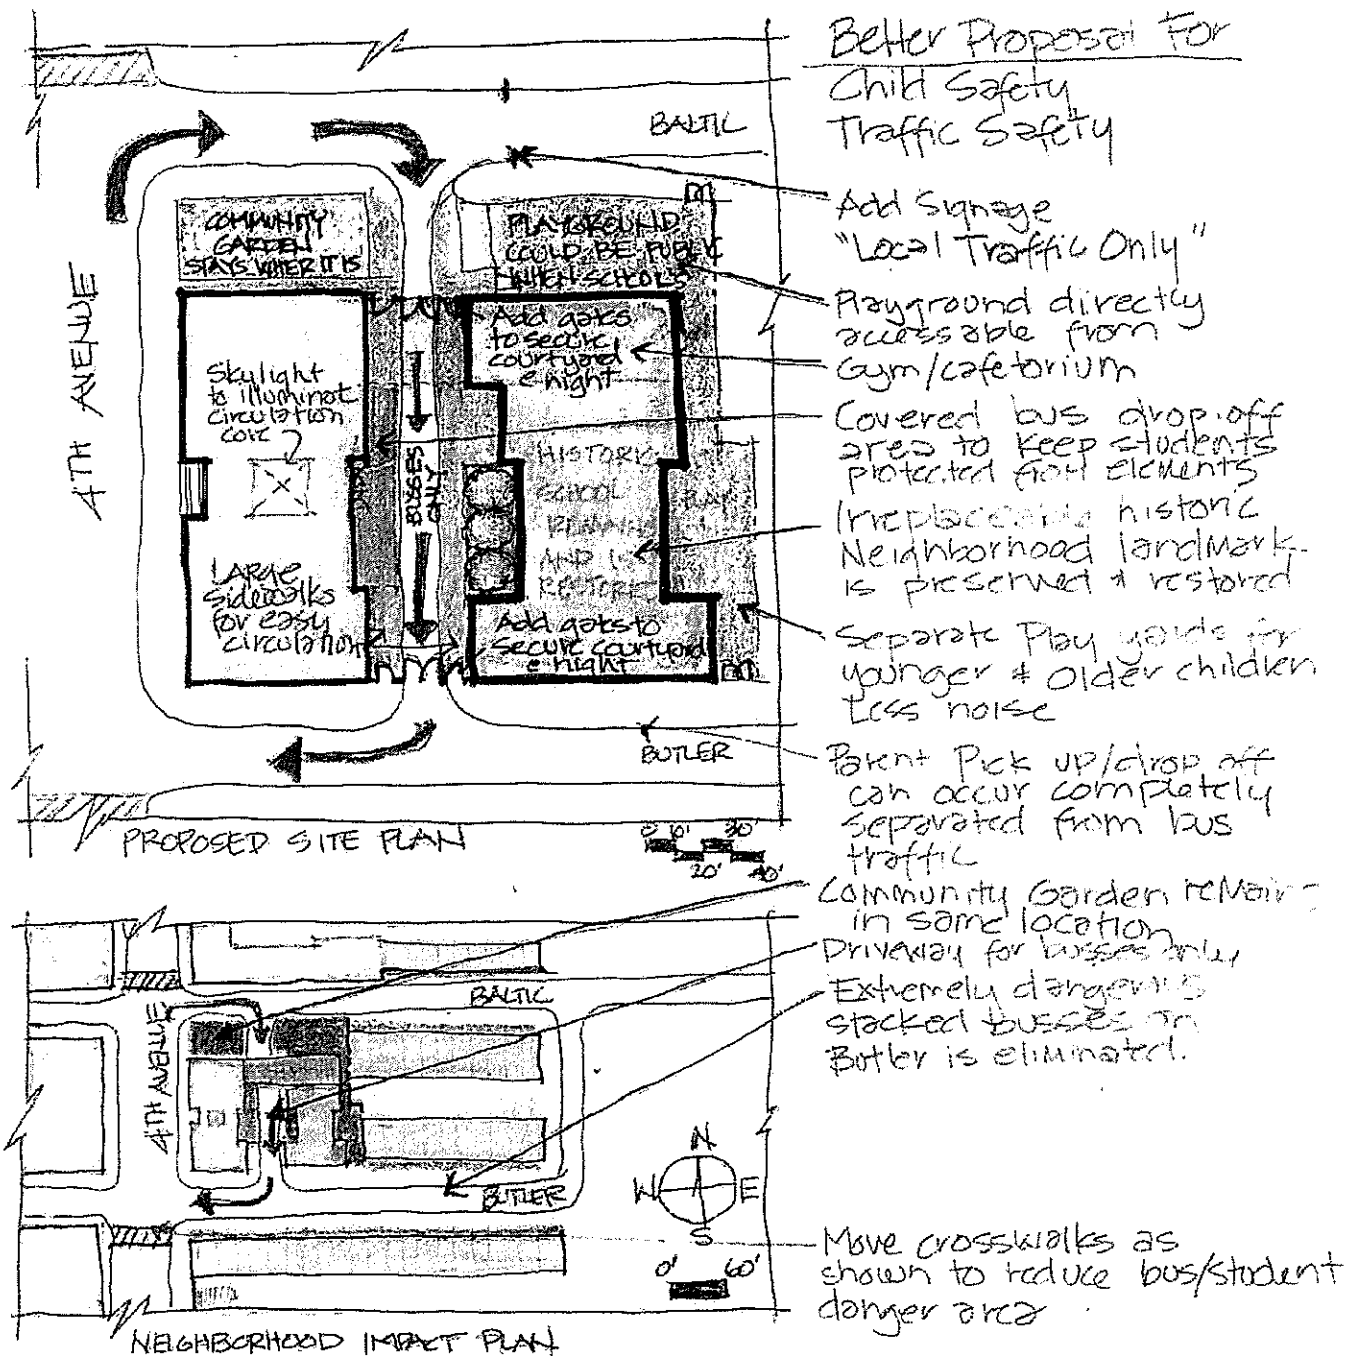 Better Proposal For
Child Safety
Traffic Safety
BALTIC
Add Signage
"Local Traffic Only"
COMMUNITY
GARDEN
STAYS WHER IT IS
PLAYGROUND
COULD BE PUBLIC
WHEN SCHOOLS
Playground directly
accessable from
Gym/cafetorium
4TH AVENUE
Add gates
to secure
courtyard
@ night
Skylight
to illuminate
circulation
core
Covered bus drop-off
area to keep students
protected from elements
BUSSES
ONLY
HISTORIC
SCHOOL
REMAINS
AND IS
RESTORED
PLAY
Irreplaceable historic
Neighborhood landmark
is preserved & restored
LARGE
Sidewalks
for easy
circulation
Add gates to
secure courtyard
@ night
Separate Play yards for
younger & older children
Less noise
BUTLER
Parent Pick up/drop off
can occur completely
separated from bus
traffic
PROPOSED SITE PLAN
0' 10' 30'
20' 40'
Community Garden remains
in same location
Driveway for busses only
Extremely dangerous
stacked busses on
Butler is eliminated.
BALTIC
4TH AVENUE
BUTLER
N
W E
S
0' 60'
Move crosswalks as
shown to reduce bus/student
danger area
NEIGHBORHOOD IMPACT PLAN